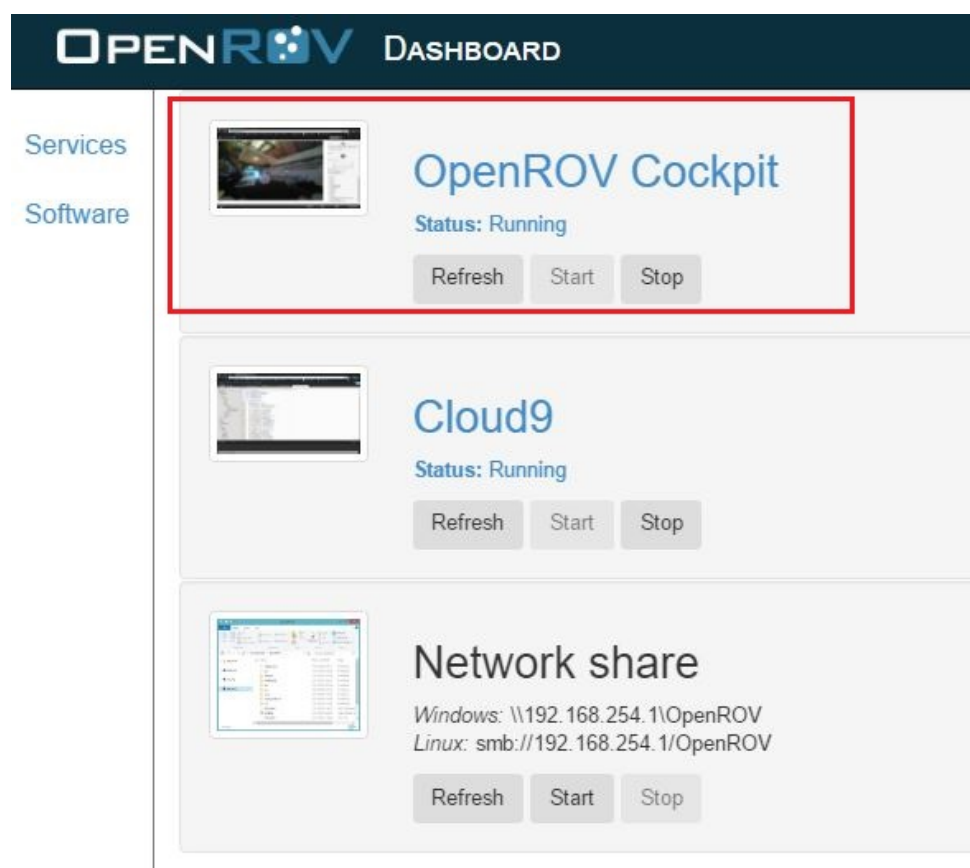 OPENROV DASHBOARD
Services
Software
OpenROV Cockpit
Status: Running
Refresh Start Stop
Cloud9
Status: Running
Refresh Start Stop
Network share
Windows: \\192.168.254.1\OpenROV
Linux: smb://192.168.254.1/OpenROV
Refresh Start Stop